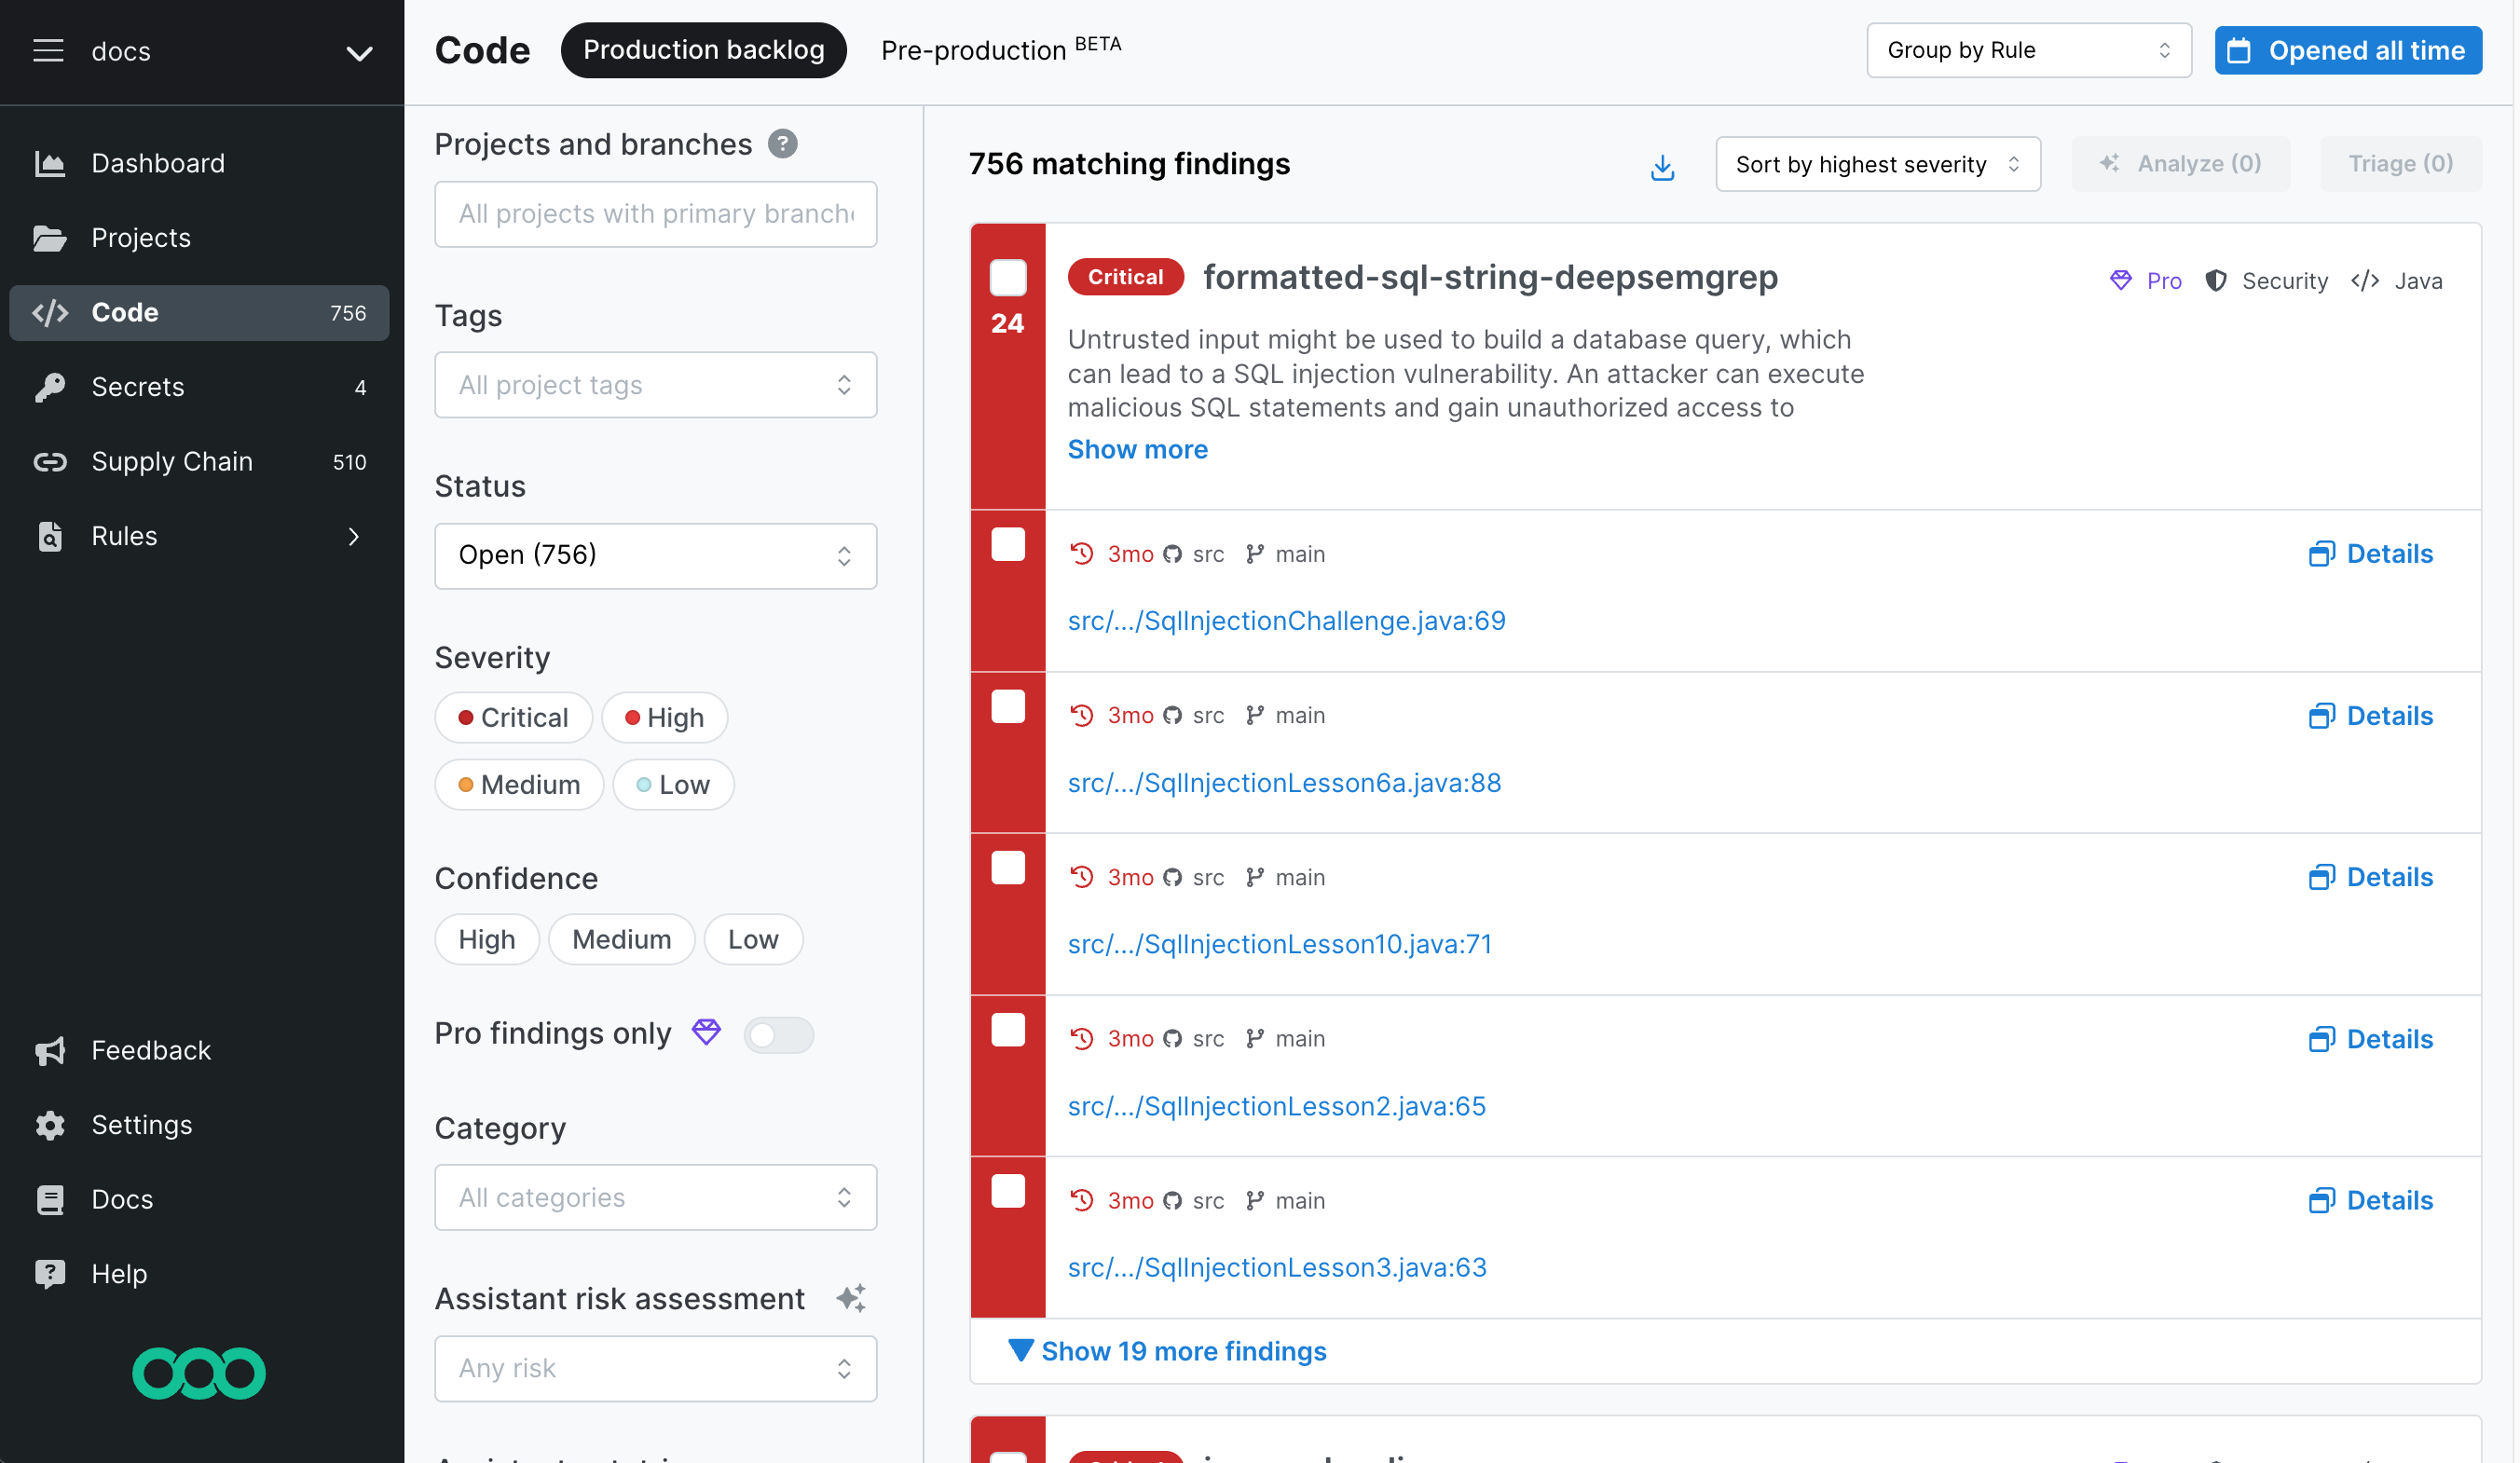 docs
Dashboard
Projects
Code 756
Secrets 4
Supply Chain 510
Rules
Feedback
Settings
Docs
Help
Code
Production backlog
Pre-production BETA
Group by Rule
Opened all time
Projects and branches ?
All projects with primary branche
Tags
All project tags
Status
Open (756)
Severity
Critical
High
Medium
Low
Confidence
High
Medium
Low
Pro findings only
Category
All categories
Assistant risk assessment
Any risk
756 matching findings
Sort by highest severity
Analyze (0)
Triage (0)
24
Critical
formatted-sql-string-deepsemgrep
Pro
Security
Java
Untrusted input might be used to build a database query, which
can lead to a SQL injection vulnerability. An attacker can execute
malicious SQL statements and gain unauthorized access to
Show more
3mo src main
Details
src/.../SqlInjectionChallenge.java:69
3mo src main
Details
src/.../SqlInjectionLesson6a.java:88
3mo src main
Details
src/.../SqlInjectionLesson10.java:71
3mo src main
Details
src/.../SqlInjectionLesson2.java:65
3mo src main
Details
src/.../SqlInjectionLesson3.java:63
Show 19 more findings